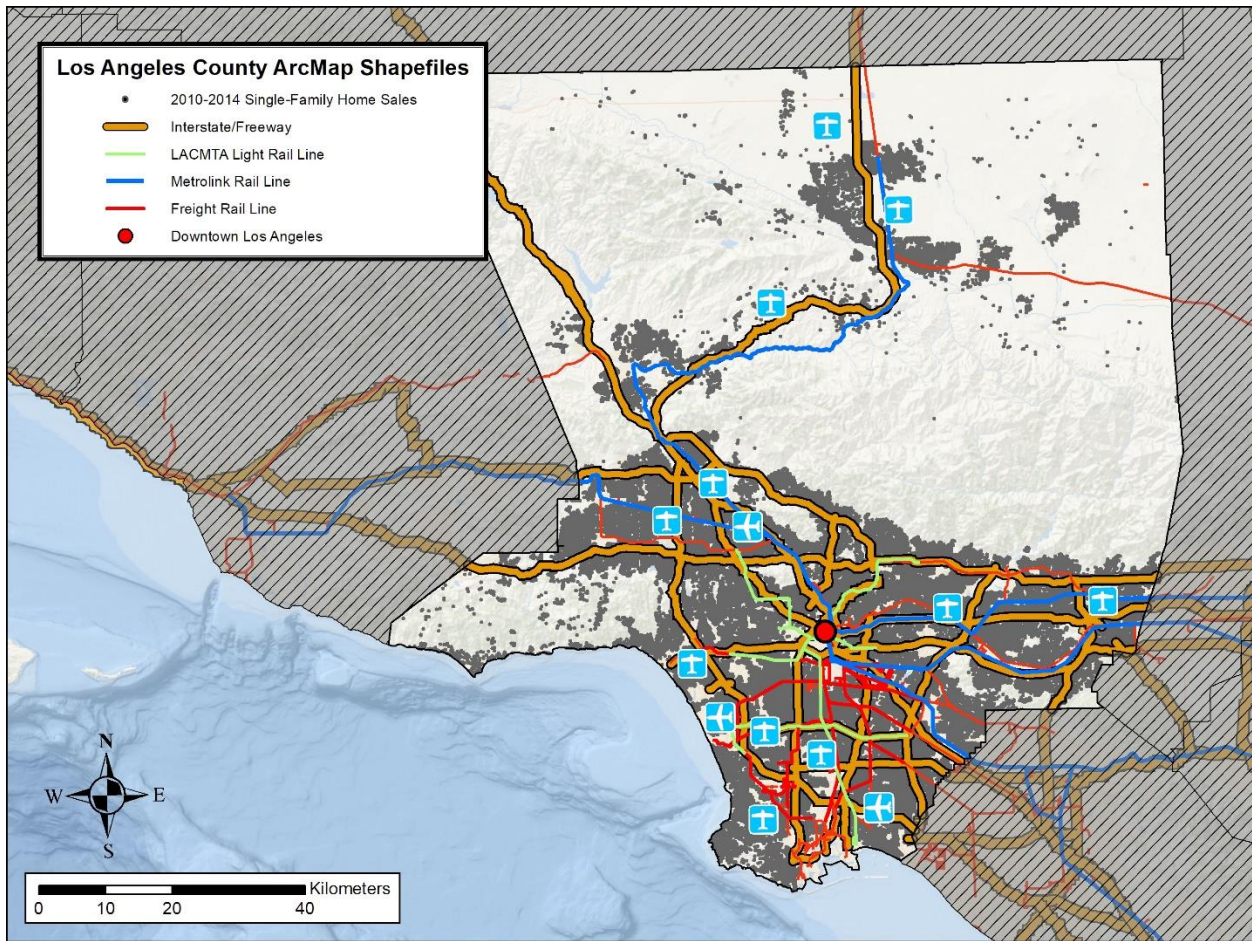 Los Angeles County ArcMap Shapefiles
2010-2014 Single-Family Home Sales
Interstate/Freeway
LACMTA Light Rail Line
Metrolink Rail Line
Freight Rail Line
Downtown Los Angeles
N
W E
S
Kilometers
0 10 20 40